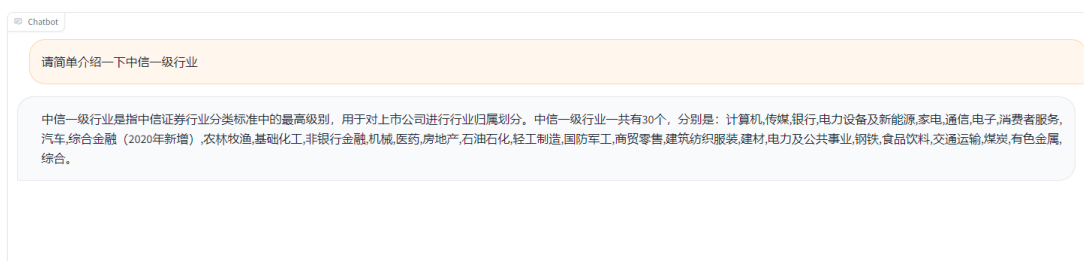 Chatbot
请简单介绍一下中信一级行业
中信一级行业是指中信证券行业分类标准中的最高级别，用于对上市公司进行行业归属划分。中信一级行业一共有30个，分别是：计算机,传媒,银行,电力设备及新能源,家电,通信,电子,消费者服务,
汽车,综合金融（2020年新增）,农林牧渔,基础化工,非银行金融,机械,医药,房地产,石油石化,轻工制造,国防军工,商贸零售,建筑纺织服装,建材,电力及公共事业,钢铁,食品饮料,交通运输,煤炭,有色金属,
综合。